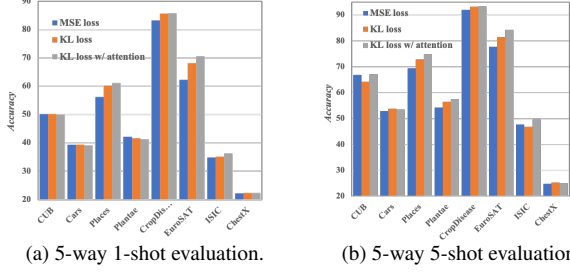 90
80
70
60
50
40
30
20
Accuracy
MSE loss
KL loss
KL loss w/ attention
CUB
Cars
Places
Plantae
CropDis...
EuroSAT
ISIC
ChestX
(a) 5-way 1-shot evaluation.
90
80
70
60
50
40
30
20
Accuracy
MSE loss
KL loss
KL loss w/ attention
CUB
Cars
Places
Plantae
CropDisease
EuroSAT
ISIC
ChestX
(b) 5-way 5-shot evaluation